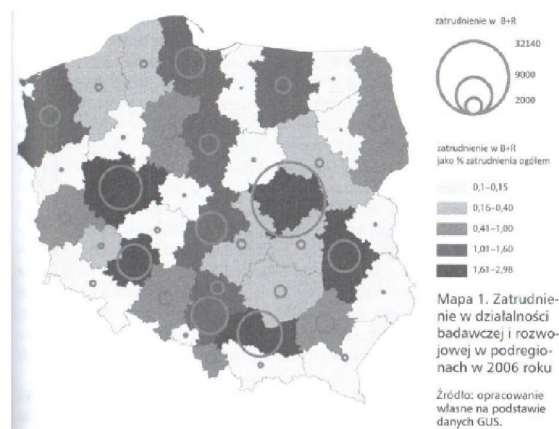 zatrudnienie w B+R
32140
9000
2000
zatrudnienie w B+R
jako % zatrudnienia ogółem
0,1–0,15
0,16–0,40
0,41–1,00
1,01–1,60
1,61–2,98
Mapa 1. Zatrudnie-
nie w działalności
badawczej i rozwo-
jowej w podregio-
nach w 2006 roku
Źródło: opracowanie
własne na podstawie
danych GUS.